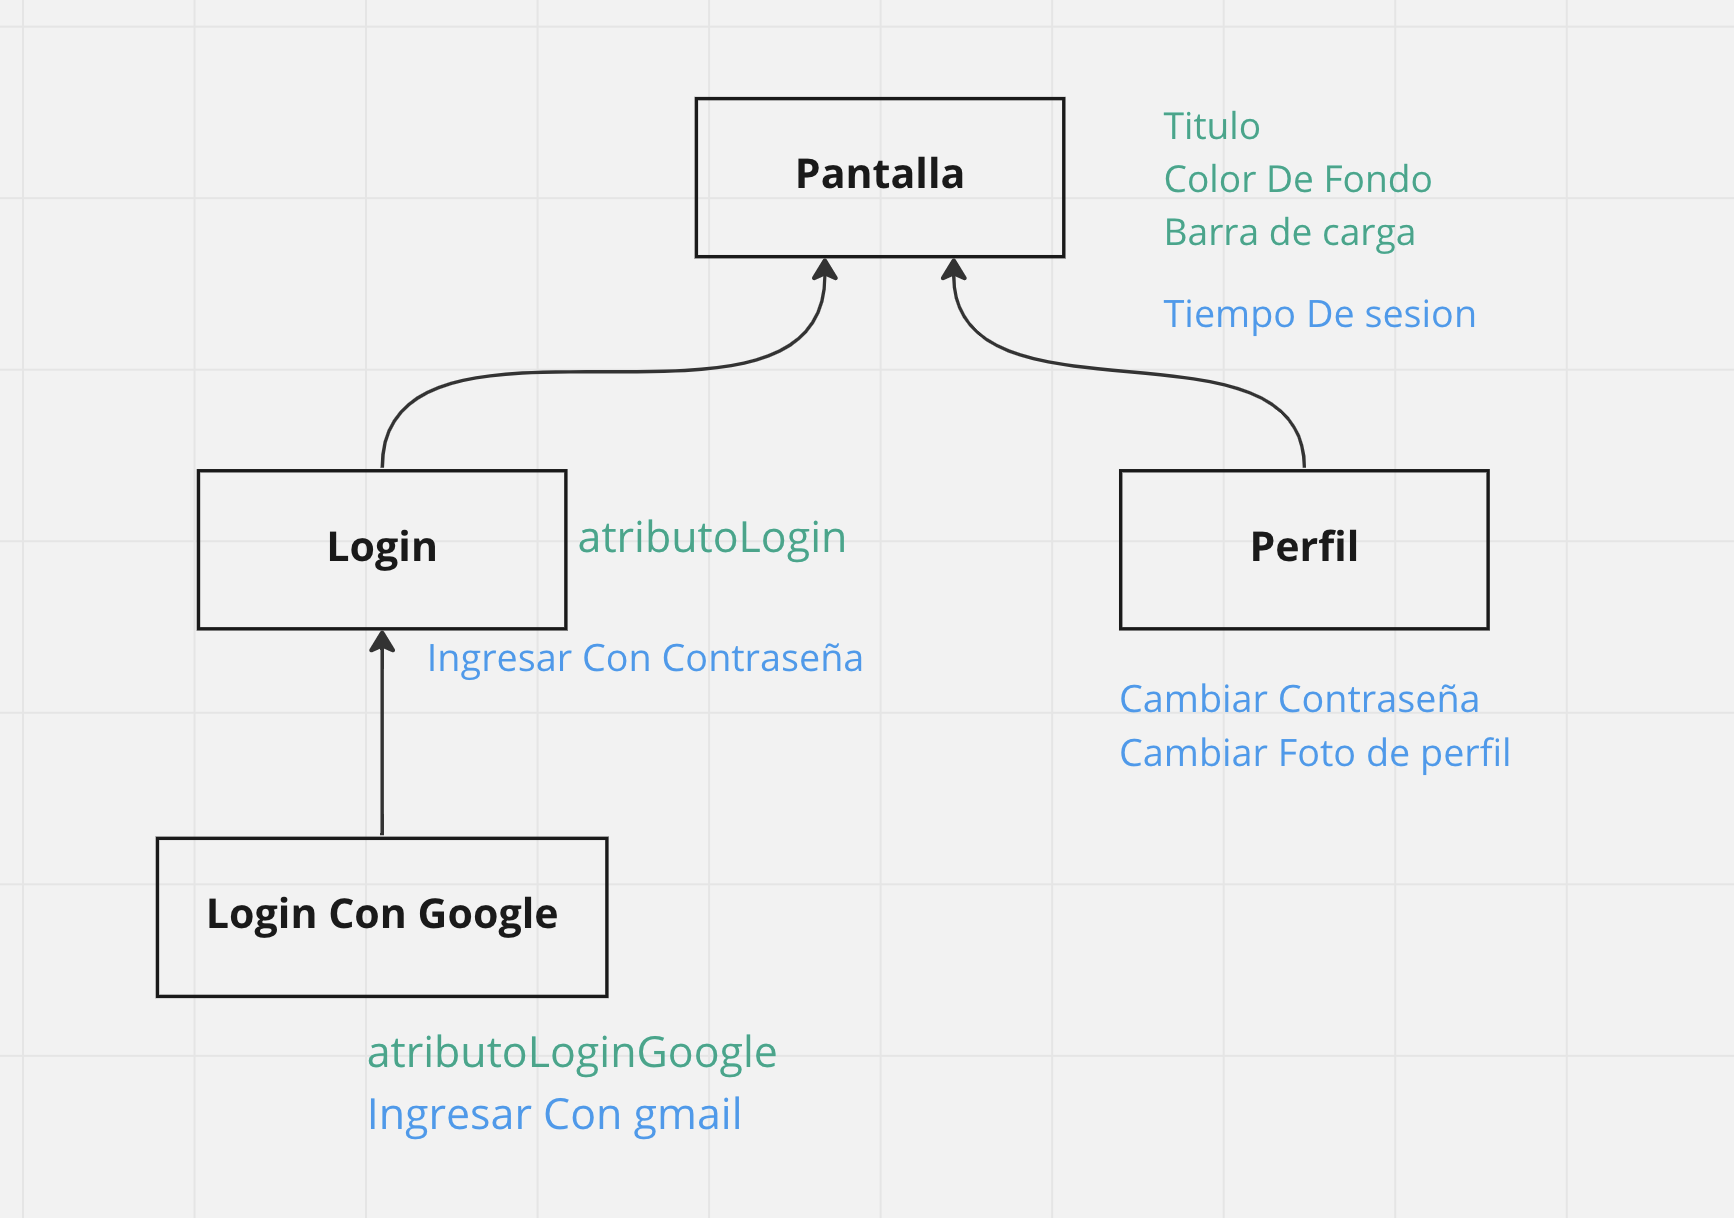 Pantalla
Titulo
Color De Fondo
Barra de carga
Tiempo De sesion
Login
atributoLogin
Ingresar Con Contraseña
Perfil
Cambiar Contraseña
Cambiar Foto de perfil
Login Con Google
atributoLoginGoogle
Ingresar Con gmail